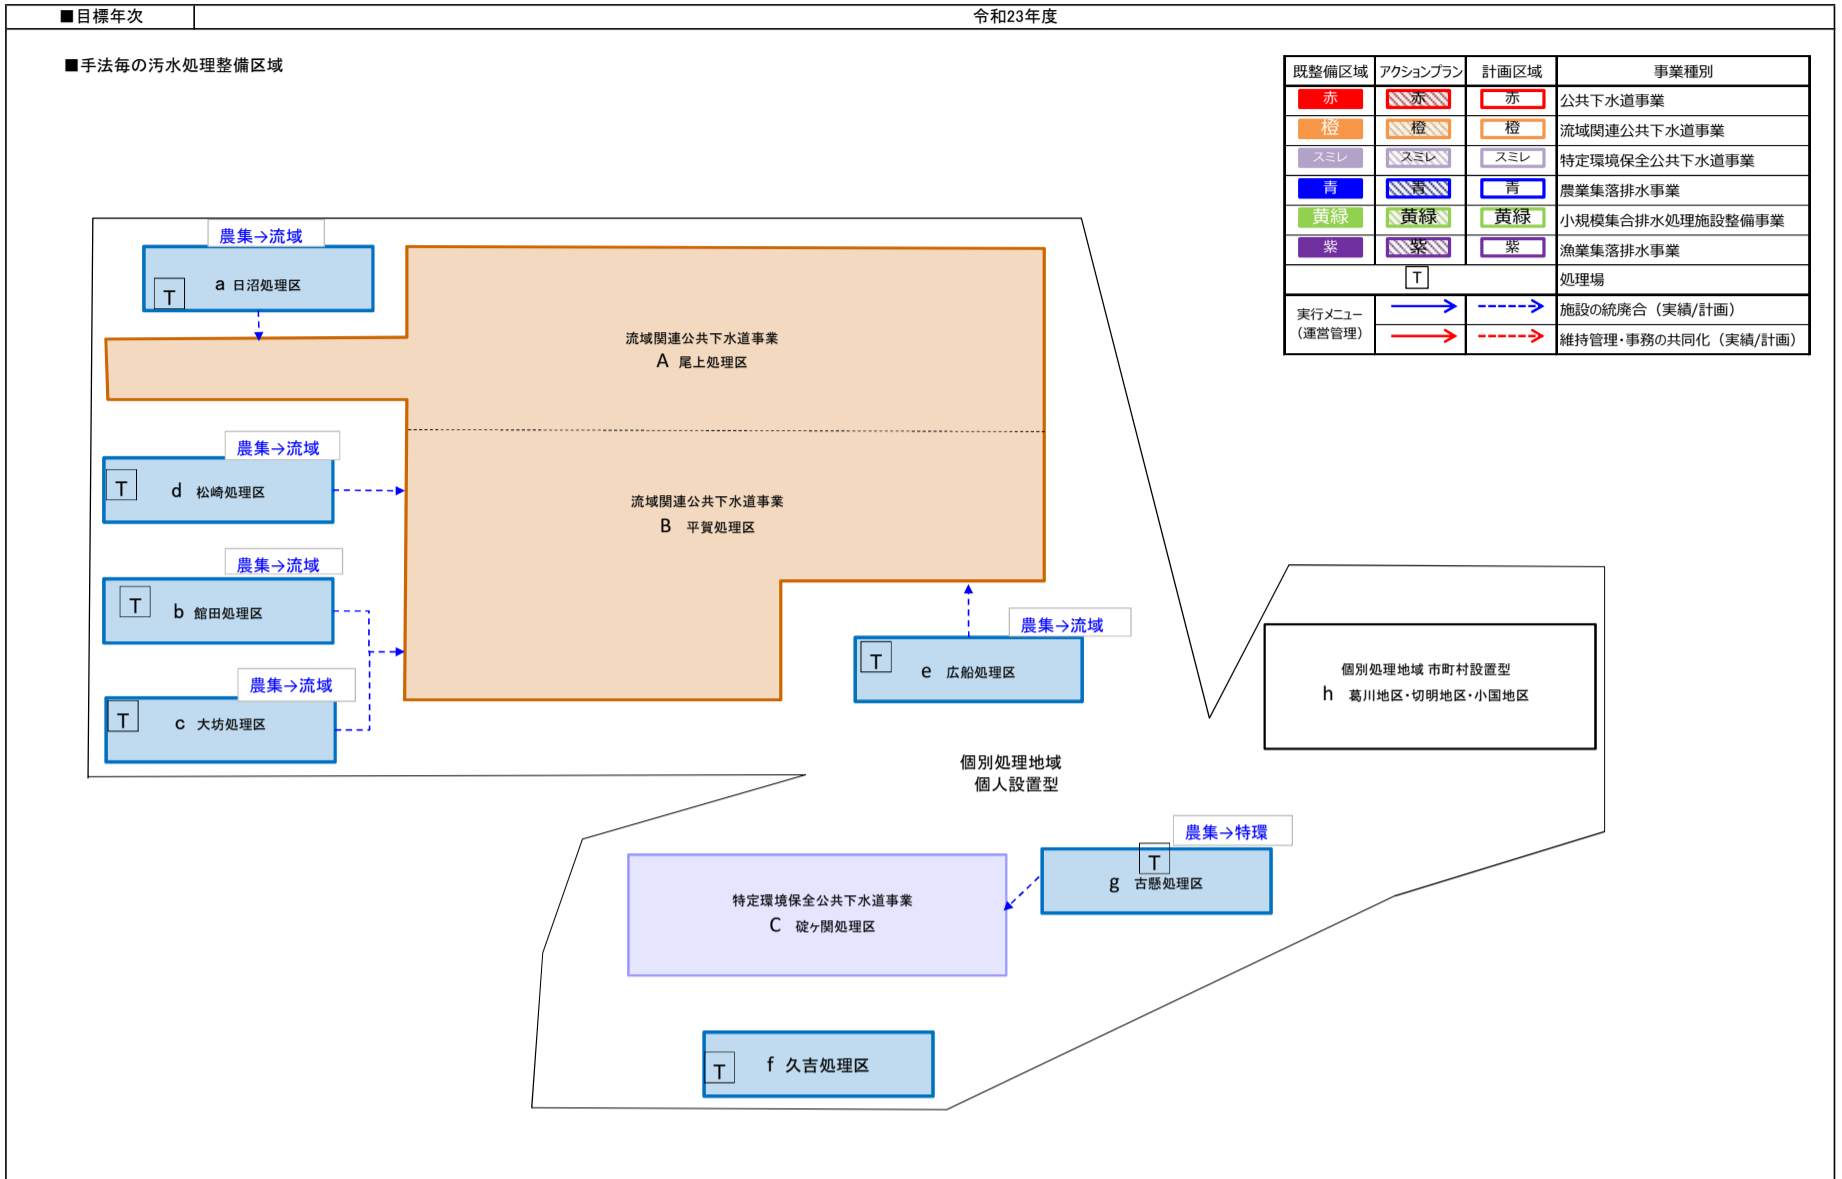 ■目標年次
令和23年度
■手法毎の汚水処理整備区域
既整備区域 アクションプラン 計画区域 事業種別
赤 赤 赤 公共下水道事業
橙 橙 橙 流域関連公共下水道事業
スミレ スミレ スミレ 特定環境保全公共下水道事業
青 青 青 農業集落排水事業
黄緑 黄緑 黄緑 小規模集合排水処理施設整備事業
紫 紫 紫 漁業集落排水事業
T 処理場
実行メニュー
（運営管理）
施設の統廃合（実績/計画）
維持管理・事務の共同化（実績/計画）
農集→流域
T a 日沼処理区
流域関連公共下水道事業
A 尾上処理区
農集→流域
T d 松崎処理区
流域関連公共下水道事業
B 平賀処理区
農集→流域
T b 館田処理区
農集→流域
T c 大坊処理区
農集→流域
T e 広船処理区
個別処理地域 市町村設置型
h 葛川地区・切明地区・小国地区
個別処理地域
個人設置型
農集→特環
T
g 古懸処理区
特定環境保全公共下水道事業
C 碇ヶ関処理区
T f 久吉処理区